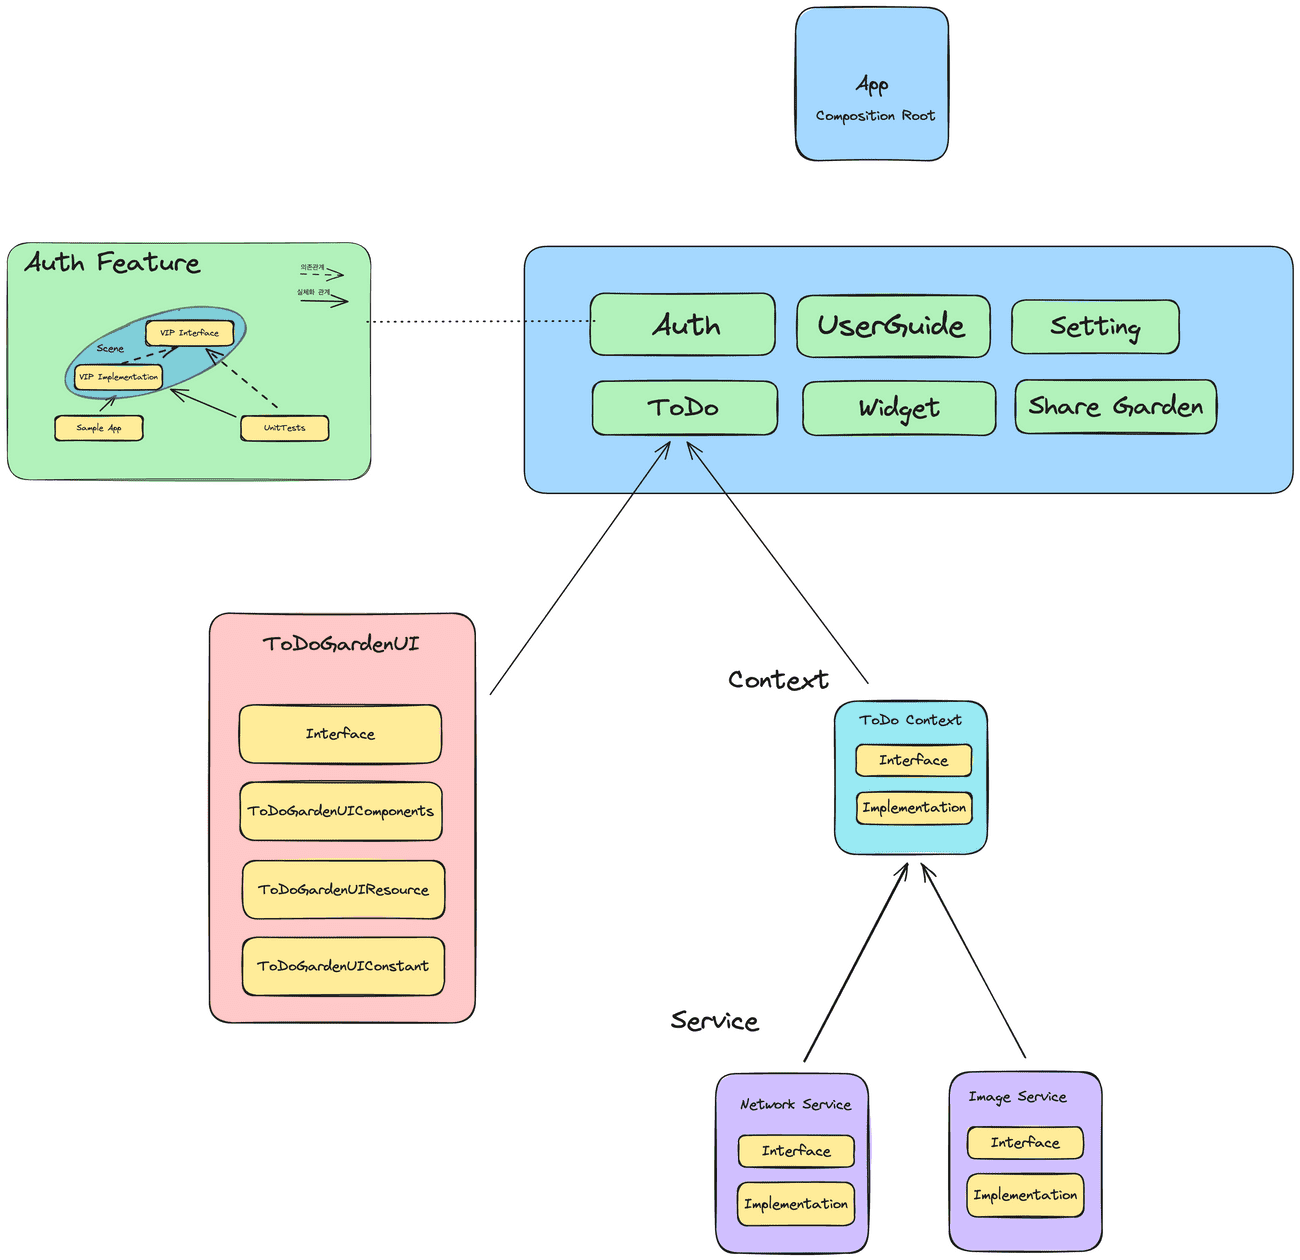 App
Composition Root
Auth Feature
의존관계
실체화 관계
VIP Interface
Scene
VIP Implementation
Sample App
UnitTests
Auth
UserGuide
Setting
ToDo
Widget
Share Garden
ToDoGardenUI
Interface
ToDoGardenUIComponents
ToDoGardenUIResource
ToDoGardenUIConstant
Context
ToDo Context
Interface
Implementation
Service
Network Service
Interface
Implementation
Image Service
Interface
Implementation